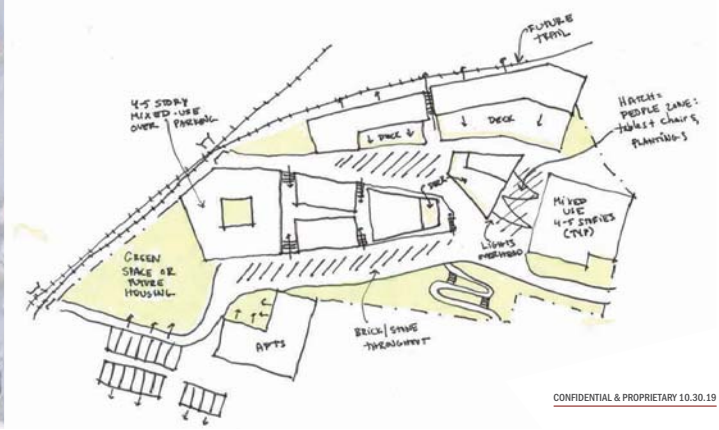 FUTURE
TRAIL
4-5 STORY
MIXED-USE
OVER PARKING
HATCH=
PEOPLE ZONE:
tables + chairs,
PLANTINGS
DECK
DECK
DECK
MIXED
USE
4-5 STORIES
(TYP)
LIGHTS
OVERHEAD
GREEN
SPACE OR
FUTURE
HOUSING
APTS
BRICK/STONE
THROUGHOUT
CONFIDENTIAL & PROPRIETARY 10.30.19